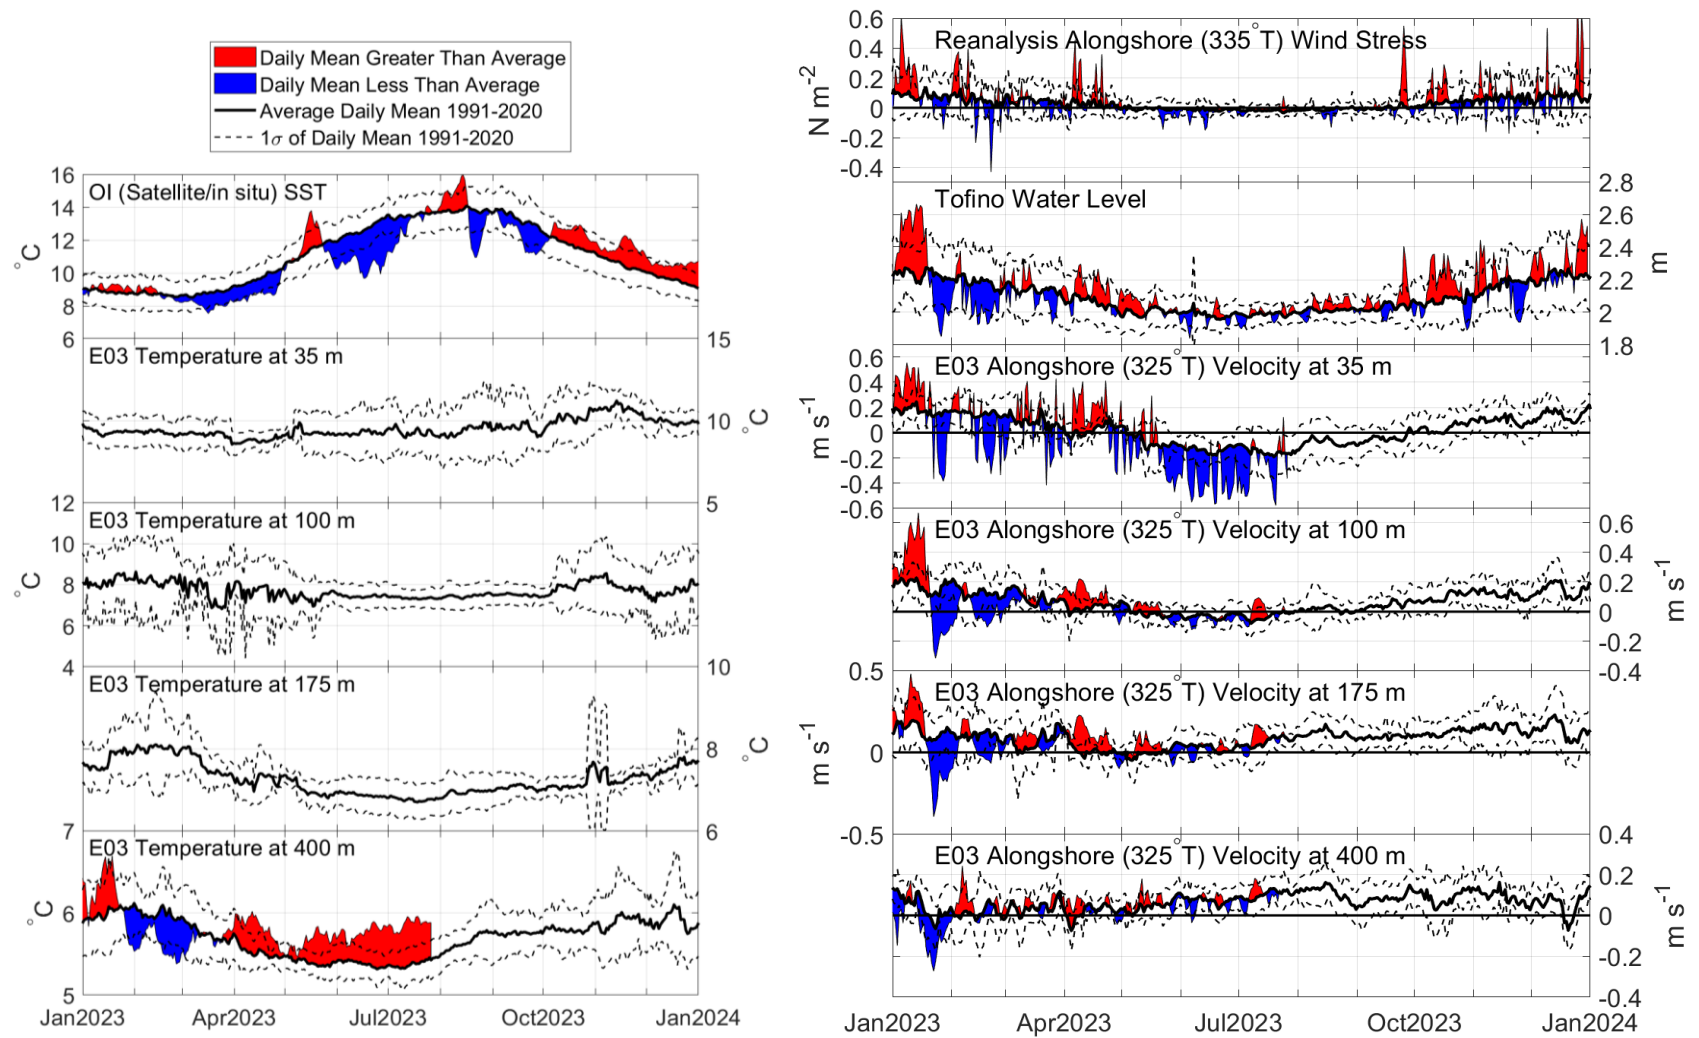 Daily Mean Greater Than Average
Daily Mean Less Than Average
Average Daily Mean 1991-2020
1σ of Daily Mean 1991-2020
OI (Satellite/in situ) SST
16
14
12
10
8
6
°C
E03 Temperature at 35 m
15
10
5
°C
E03 Temperature at 100 m
12
10
8
6
4
°C
E03 Temperature at 175 m
10
8
6
°C
E03 Temperature at 400 m
7
6
5
°C
Jan2023 Apr2023 Jul2023 Oct2023 Jan2024
Reanalysis Alongshore (335°T) Wind Stress
0.6
0.4
0.2
0
-0.2
-0.4
N m-2
Tofino Water Level
2.8
2.6
2.4
2.2
2
1.8
m
E03 Alongshore (325°T) Velocity at 35 m
0.6
0.4
0.2
0
-0.2
-0.4
-0.6
m s-1
E03 Alongshore (325°T) Velocity at 100 m
0.6
0.4
0.2
0
-0.2
-0.4
m s-1
E03 Alongshore (325°T) Velocity at 175 m
0.5
0
-0.5
m s-1
E03 Alongshore (325°T) Velocity at 400 m
0.4
0.2
0
-0.2
-0.4
m s-1
Jan2023 Apr2023 Jul2023 Oct2023 Jan2024